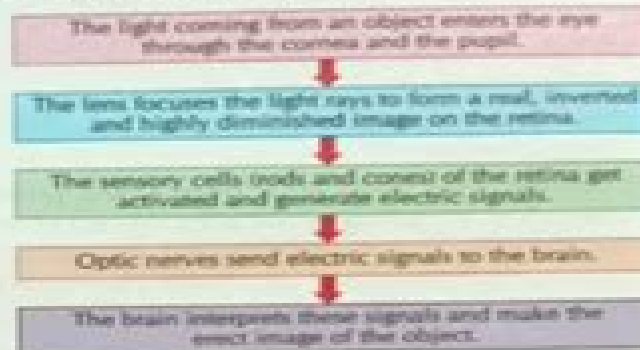 The light coming from an object enters the eye
through the cornea and the pupil.
The lens focuses the light rays to form a real, inverted
and highly diminished image on the retina.
The sensory cells (rods and cones) of the retina get
activated and generate electric signals.
Optic nerves send electric signals to the brain.
The brain interprets these signals and make the
erect image of the object.